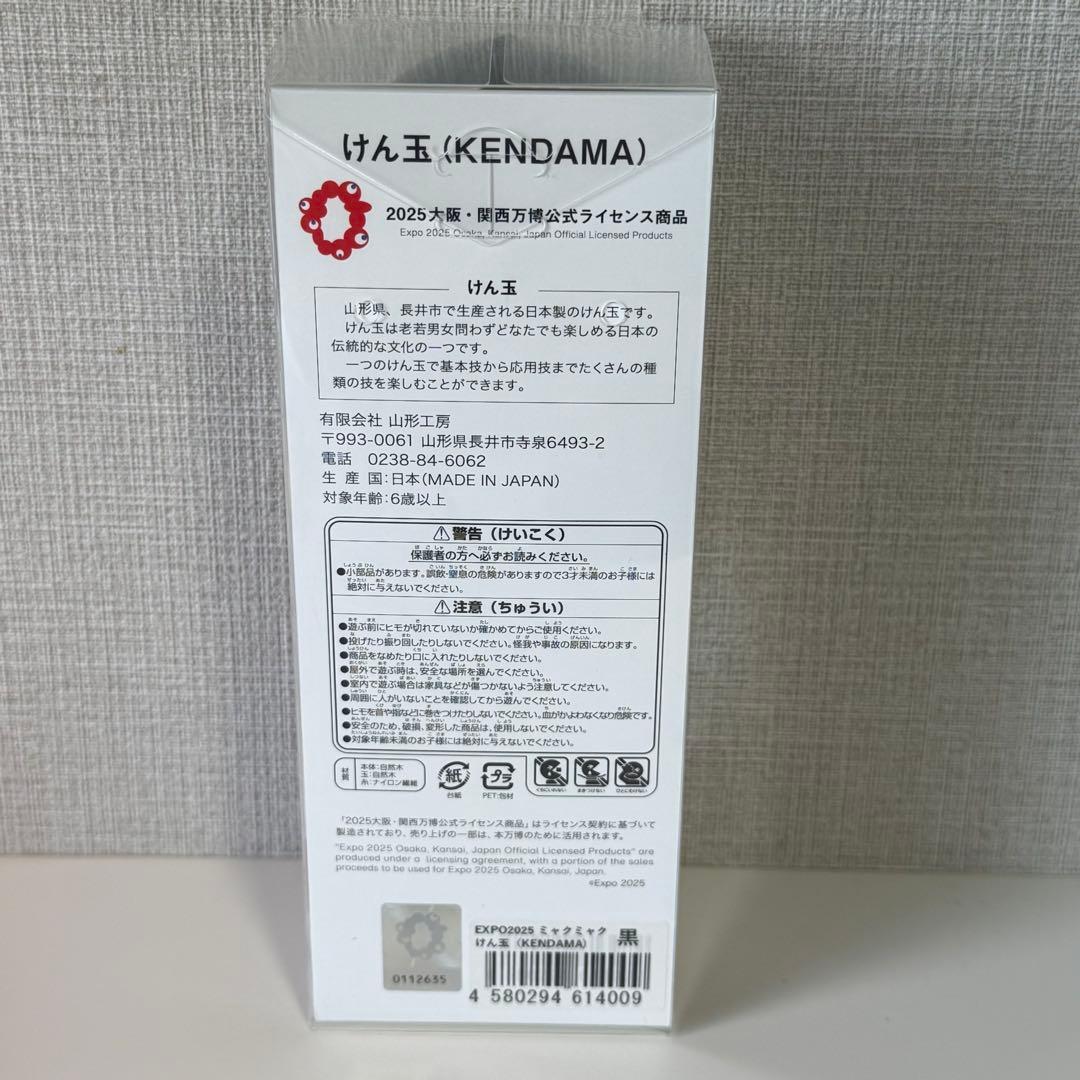 けん玉(KENDAMA)
2025大阪・関西万博公式ライセンス商品
Expo 2025 Osaka, Kansai, Japan Official Licensed Products
けん玉
山形県、長井市で生産される日本製のけん玉です。
けん玉は老若男女問わずどなたでも楽しめる日本の
伝統的な文化の一つです。
一つのけん玉で基本技から応用技までたくさんの種
類の技を楽しむことができます。
有限会社 山形工房
〒993-0061 山形県長井市寺泉6493-2
電話 0238-84-6062
生産国:日本(MADE IN JAPAN)
対象年齢:6歳以上
⚠警告(けいこく)
保護者の方へ必ずお読みください。
●小部品があります。誤飲・窒息の危険がありますので3才未満のお子様には
絶対に与えないでください。
⚠注意(ちゅうい)
●遊ぶ前にヒモが切れていないか確かめてからご使用ください。
●投げたり振り回したりしないでください。怪我や事故の原因になります。
●商品をなめたり口に入れたりしないでください。
●屋外で遊ぶ時は、安全な場所を選んでください。
●室内で遊ぶ場合は家具などが傷つかないよう注意してください。
●周囲に人がいないことを確認してから遊んでください。
●ヒモを首や指などに巻きつけたりしないでください。血がかよわなくなり危険です。
●安全のため、破損、変形した商品は、使用しないでください。
●対象年齢未満のお子様には絶対に与えないでください。
材質
本体:自然木
玉:自然木
糸:ナイロン繊維
紙
台紙
プラ
PET:包材
くちにいれない
まきつけない
ひとにむけない
「2025大阪・関西万博公式ライセンス商品」はライセンス契約に基づいて
製造されており、売り上げの一部は、本万博のために活用されます。
"Expo 2025 Osaka, Kansai, Japan Official Licensed Products" are
produced under a licensing agreement, with a portion of the sales
proceeds to be used for Expo 2025 Osaka, Kansai, Japan.
©Expo 2025
0112635
EXPO2025 ミャクミャク
けん玉(KENDAMA)
黒
4 580294 614009